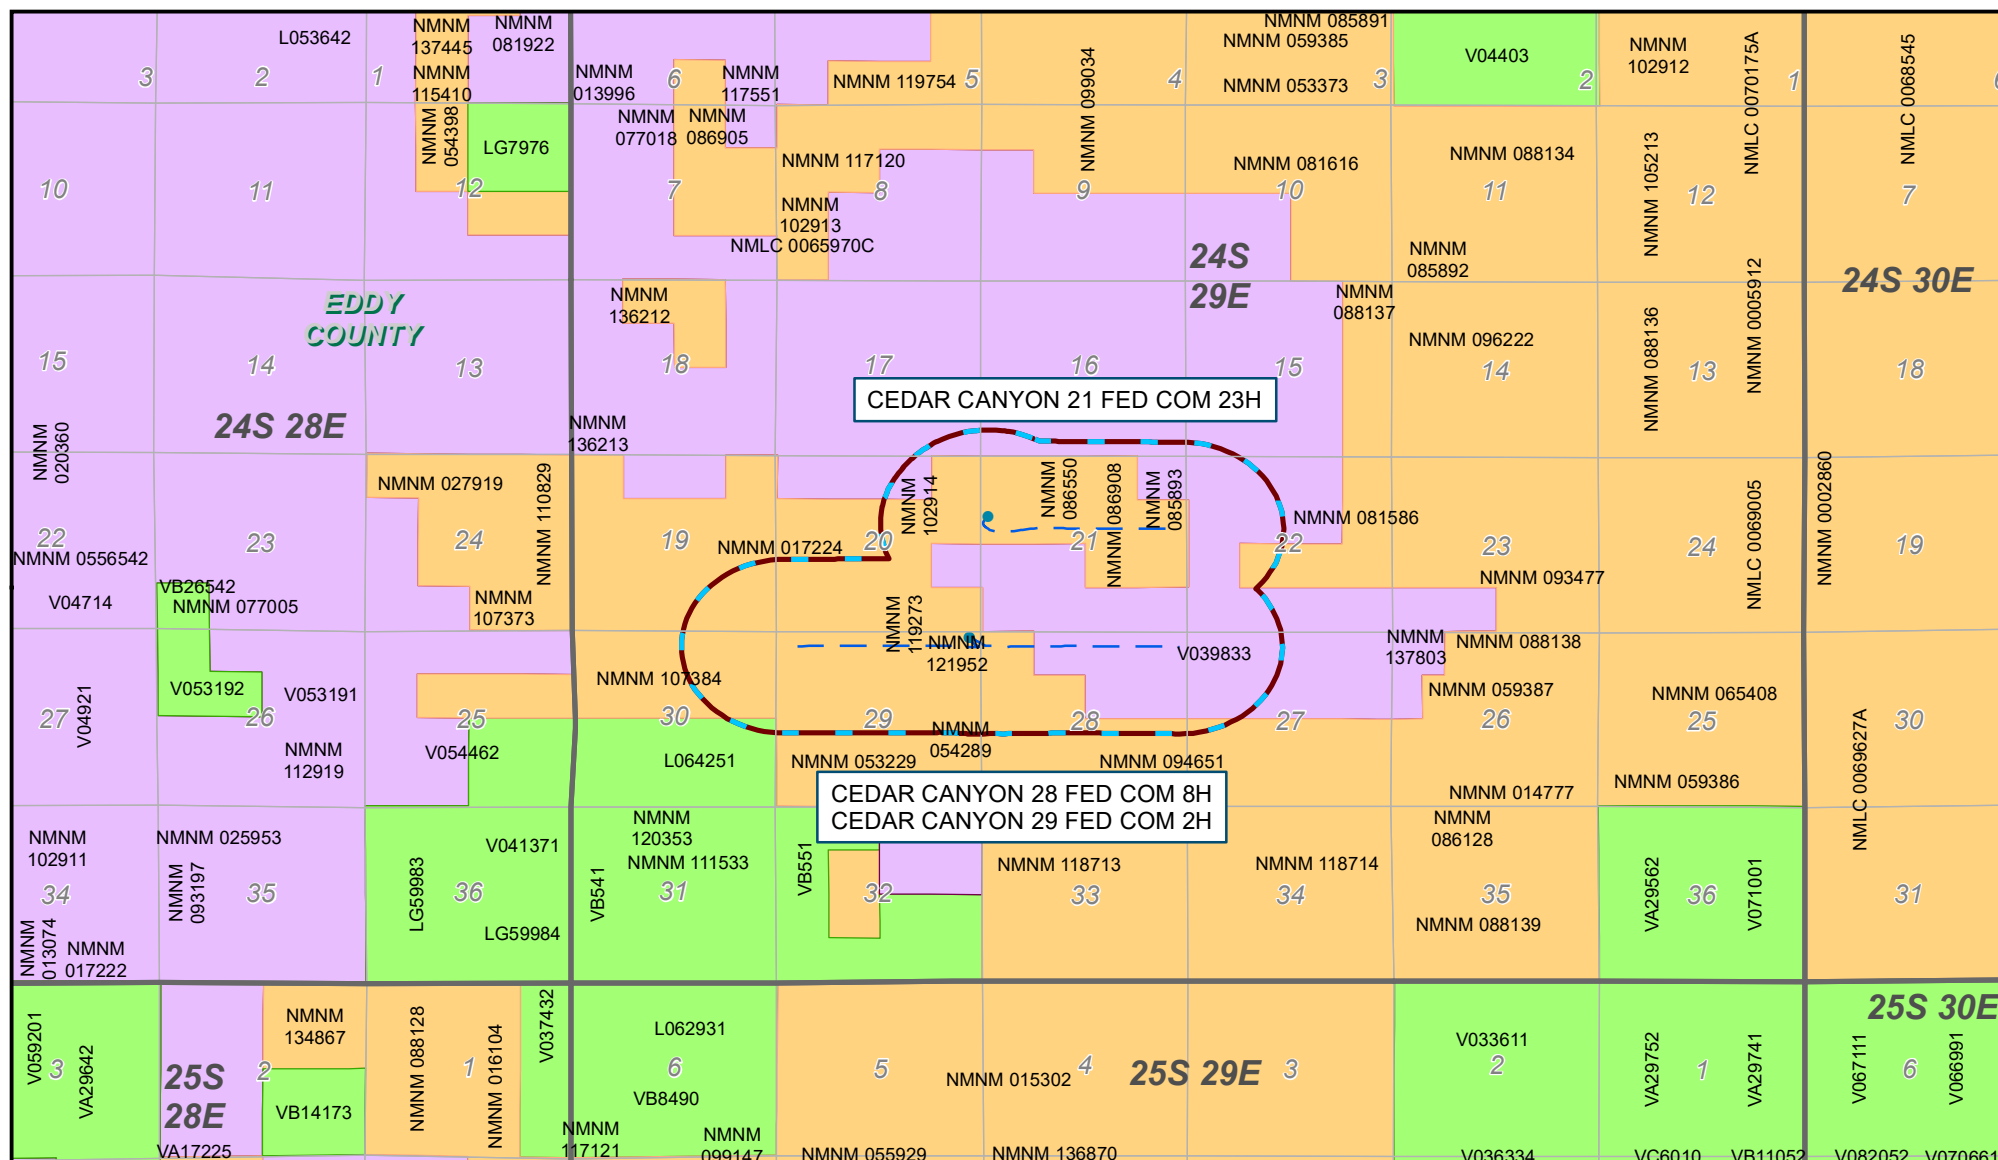 NMNM
137445
NMNM
081922
L053642
NMNM 085891
NMNM 059385
V04403
NMNM
102912
NMLC 0070175A
NMLC 0068545
3
2
1
NMNM
115410
NMNM
013996
6
NMNM
117551
NMNM 119754
5
NMNM 099034
4
NMNM 053373
3
2
1
NMNM
054398
LG7976
NMNM
077018
NMNM
086905
NMNM 117120
NMNM 081616
NMNM 088134
NMNM 105213
10
11
12
7
8
9
10
11
12
7
NMNM
102913
NMLC 0065970C
24S
29E
NMNM
085892
24S 30E
EDDY
COUNTY
NMNM
136212
NMNM
088137
NMNM 088136
NMNM 0005912
NMNM 096222
15
14
13
18
17
16
15
14
13
18
CEDAR CANYON 21 FED COM 23H
24S 28E
NMNM
136213
NMNM
020360
NMNM 027919
NMNM 110829
NMNM
102914
NMNM
086550
NMNM 086908
NMNM
085893
NMNM 081586
NMLC 0069005
NMNM 0002860
22
23
24
19
NMNM 017224
20
21
22
23
24
19
NMNM 0556542
V04714
VB26542
NMNM 077005
NMNM
107373
NMNM 093477
NMNM
119273
NMNM
121952
V039833
NMNM
137803
NMNM 088138
V053192
V053191
NMNM 107384
NMNM 059387
NMNM 065408
27
V04921
26
25
30
29
28
27
26
25
30
NMNM
112919
V054462
L064251
NMNM
054289
NMNM 053229
NMNM 094651
NMNM 014777
NMNM 059386
NMLC 0069627A
CEDAR CANYON 28 FED COM 8H
CEDAR CANYON 29 FED COM 2H
NMNM
102911
NMNM 025953
NMNM
093197
V041371
LG59983
NMNM
120353
NMNM 111533
VB541
VB551
NMNM 118713
NMNM 118714
NMNM
086128
VA29562
V071001
34
35
36
31
32
33
34
35
36
31
NMNM
013074
NMNM
017222
LG59984
NMNM 088139
V059201
VA29642
NMNM
134867
NMNM 088128
NMNM 016104
V037432
L062931
V033611
VA29752
VB29741
25S 30E
V067111
V066991
3
25S
28E
2
1
6
5
4
25S 29E
3
2
1
6
NMNM 015302
VB14173
VB8490
VA17225
NMNM
117121
NMNM
099147
NMNM 055929
NMNM 136870
V036334
VC6010
VB11052
V082052
V070661